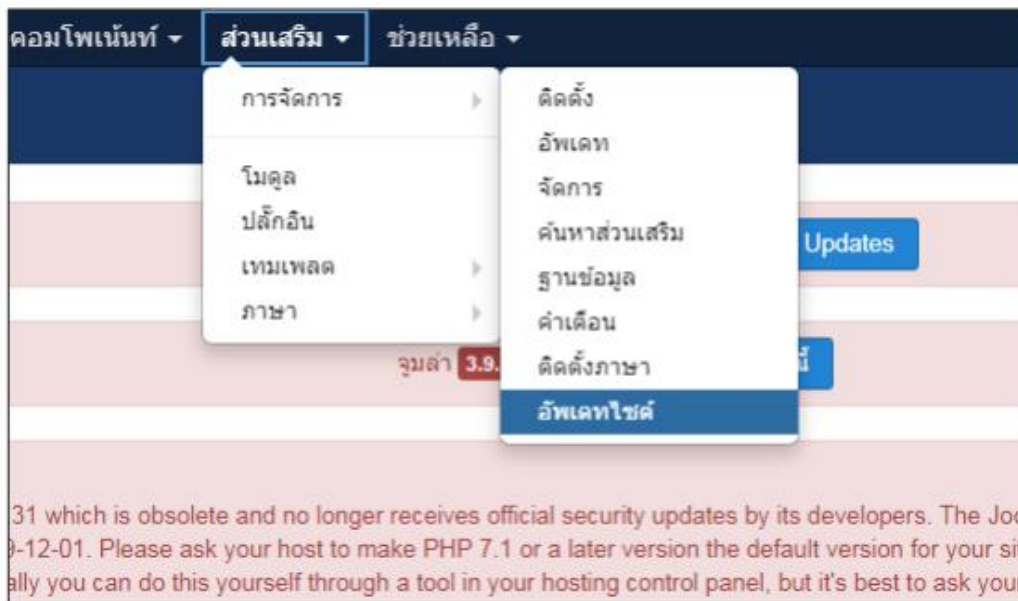 คอมโพเน้นท์ ส่วนเสริม ช่วยเหลือ
การจัดการ
โมดูล
ปลั๊กอิน
เทมเพลต
ภาษา
ติดตั้ง
อัพเดท
จัดการ
ค้นหาส่วนเสริม
ฐานข้อมูล
คำเตือน
ติดตั้งภาษา
อัพเดทไซต์
Updates
จูมล่า 3.9.
31 which is obsolete and no longer receives official security updates by its developers. The
9-12-01. Please ask your host to make PHP 7.1 or a later version the default version for your
ally you can do this yourself through a tool in your hosting control panel, but it's best to ask